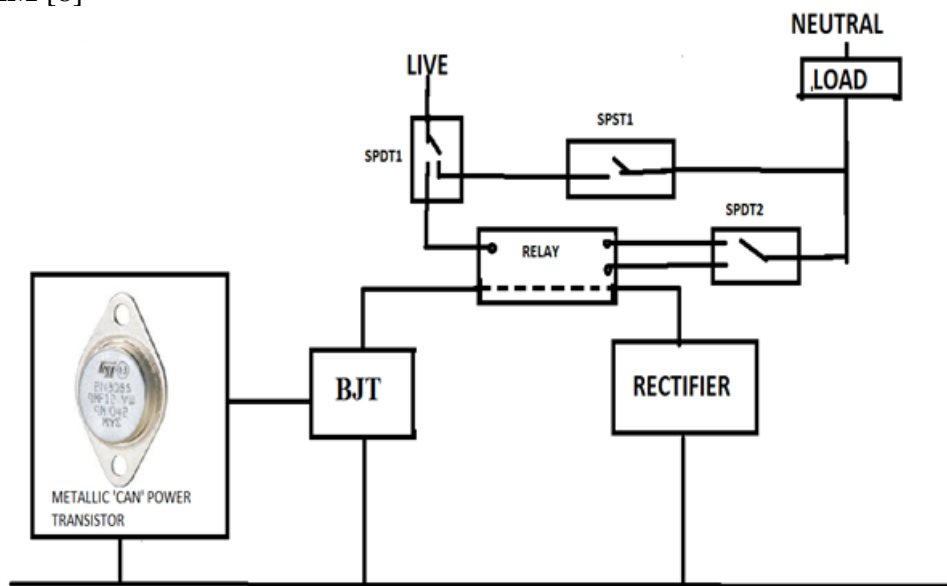 NEUTRAL
LOAD
LIVE
SPST1
SPDT1
SPDT2
RELAY
BJT
RECTIFIER
METALLIC 'CAN' POWER
TRANSISTOR